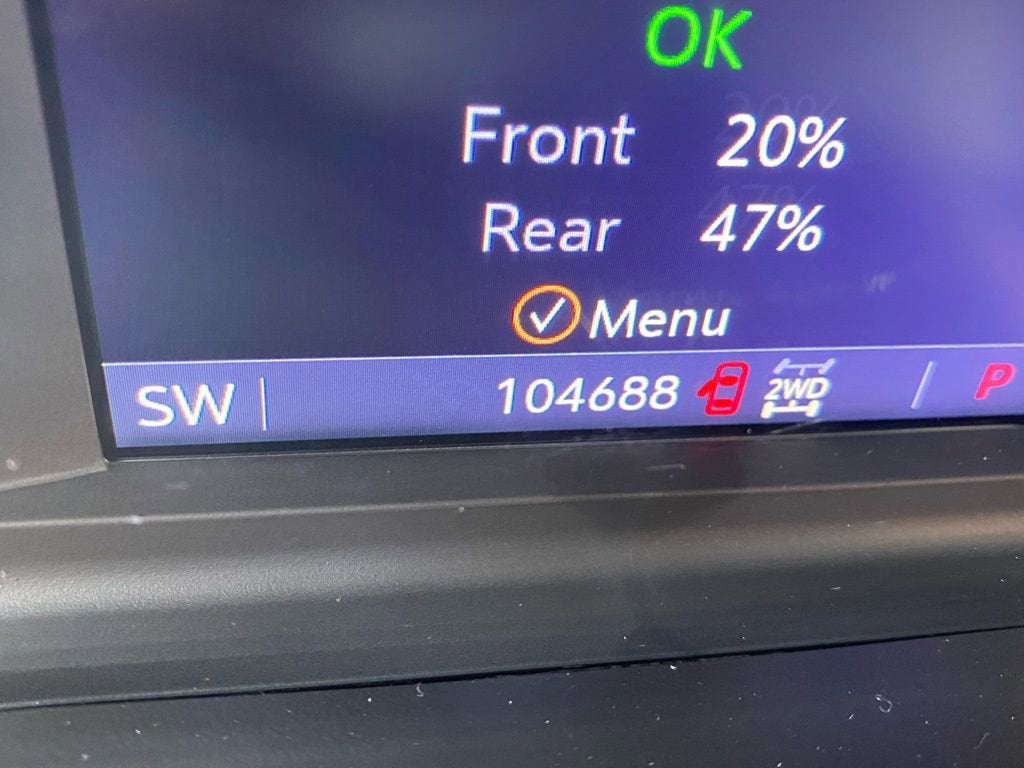 OK
Front 20%
Rear 47%
Menu
SW 104688 2WD P